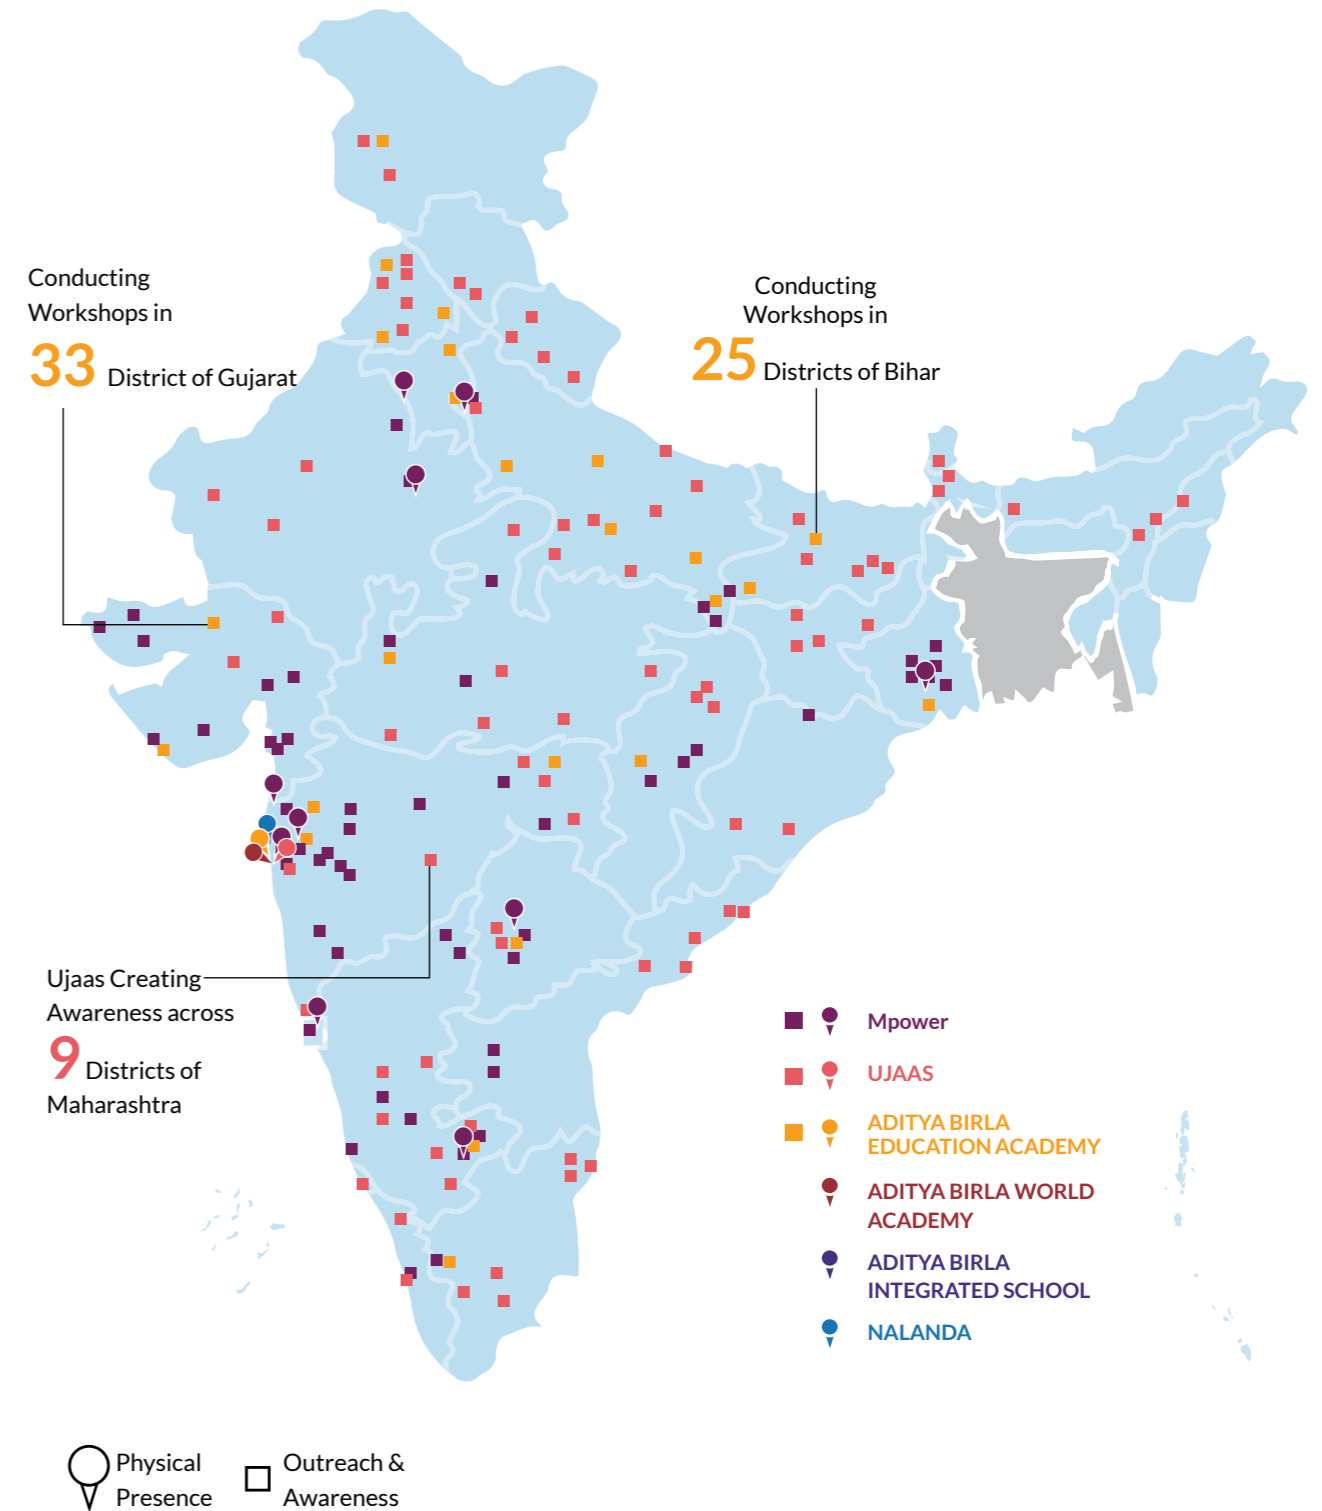 Conducting
Workshops in
33 District of Gujarat
Conducting
Workshops in
25 Districts of Bihar
Ujaas Creating
Awareness across
9 Districts of
Maharashtra
Mpower
UJAAS
ADITYA BIRLA
EDUCATION ACADEMY
ADITYA BIRLA WORLD
ACADEMY
ADITYA BIRLA
INTEGRATED SCHOOL
NALANDA
Physical
Presence
Outreach &
Awareness